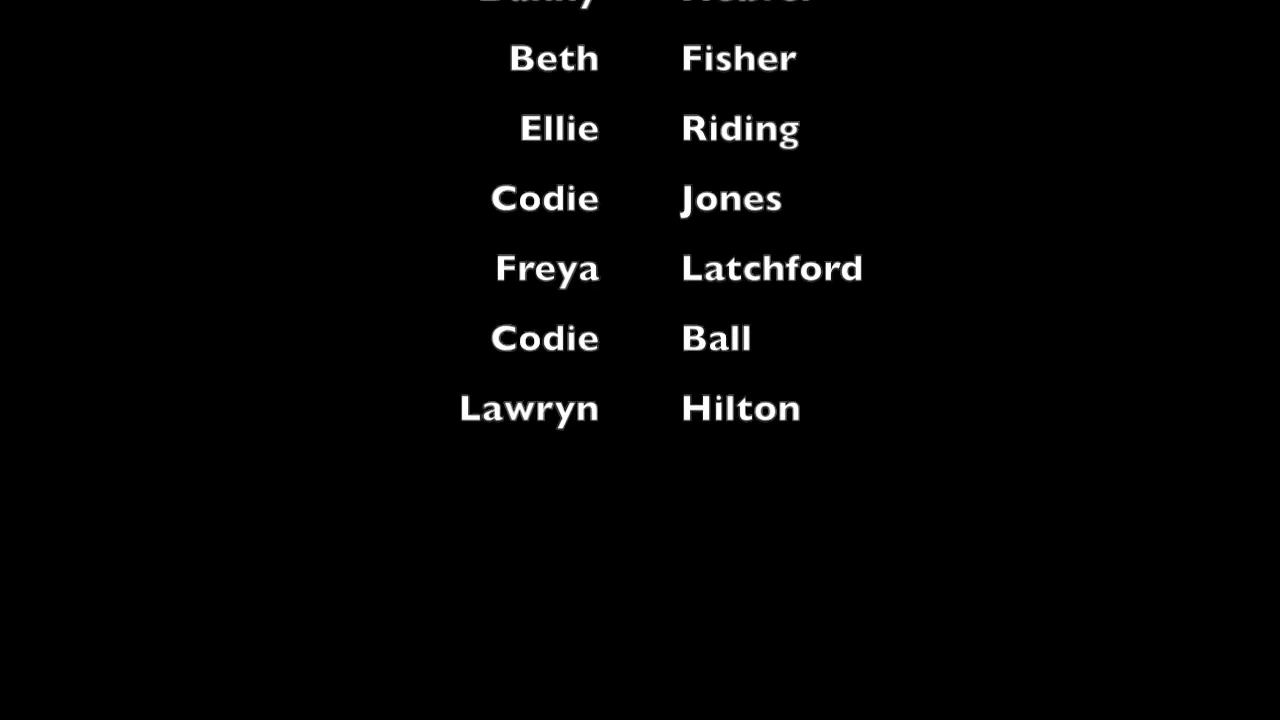 Beth Fisher
Ellie Riding
Codie Jones
Freya Latchford
Codie Ball
Lawryn Hilton